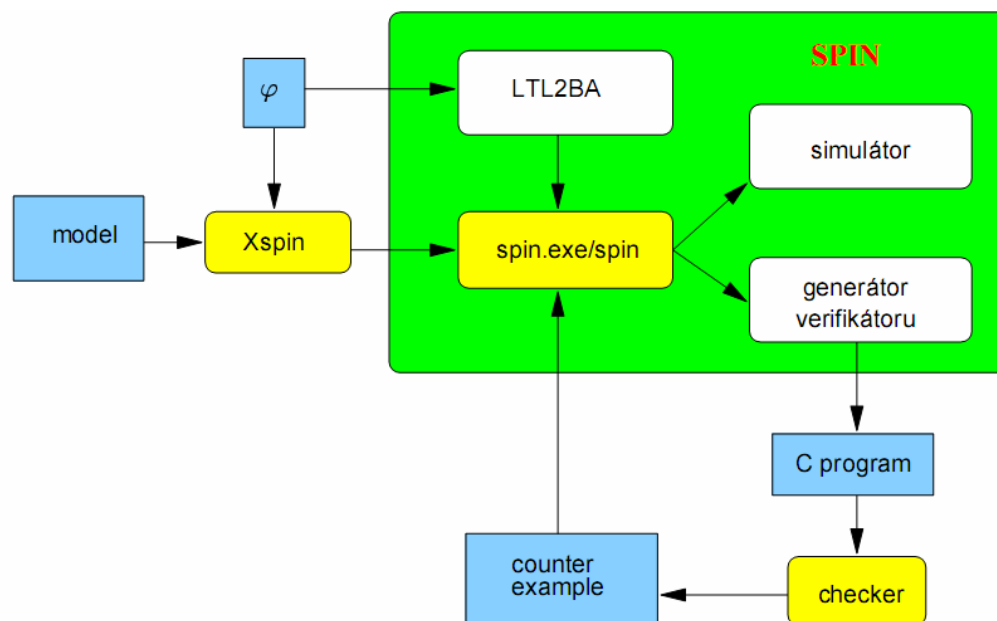 SPIN
φ
LTL2BA
simulátor
model
Xspin
spin.exe/spin
generátor
verifikátoru
C program
counter
example
checker